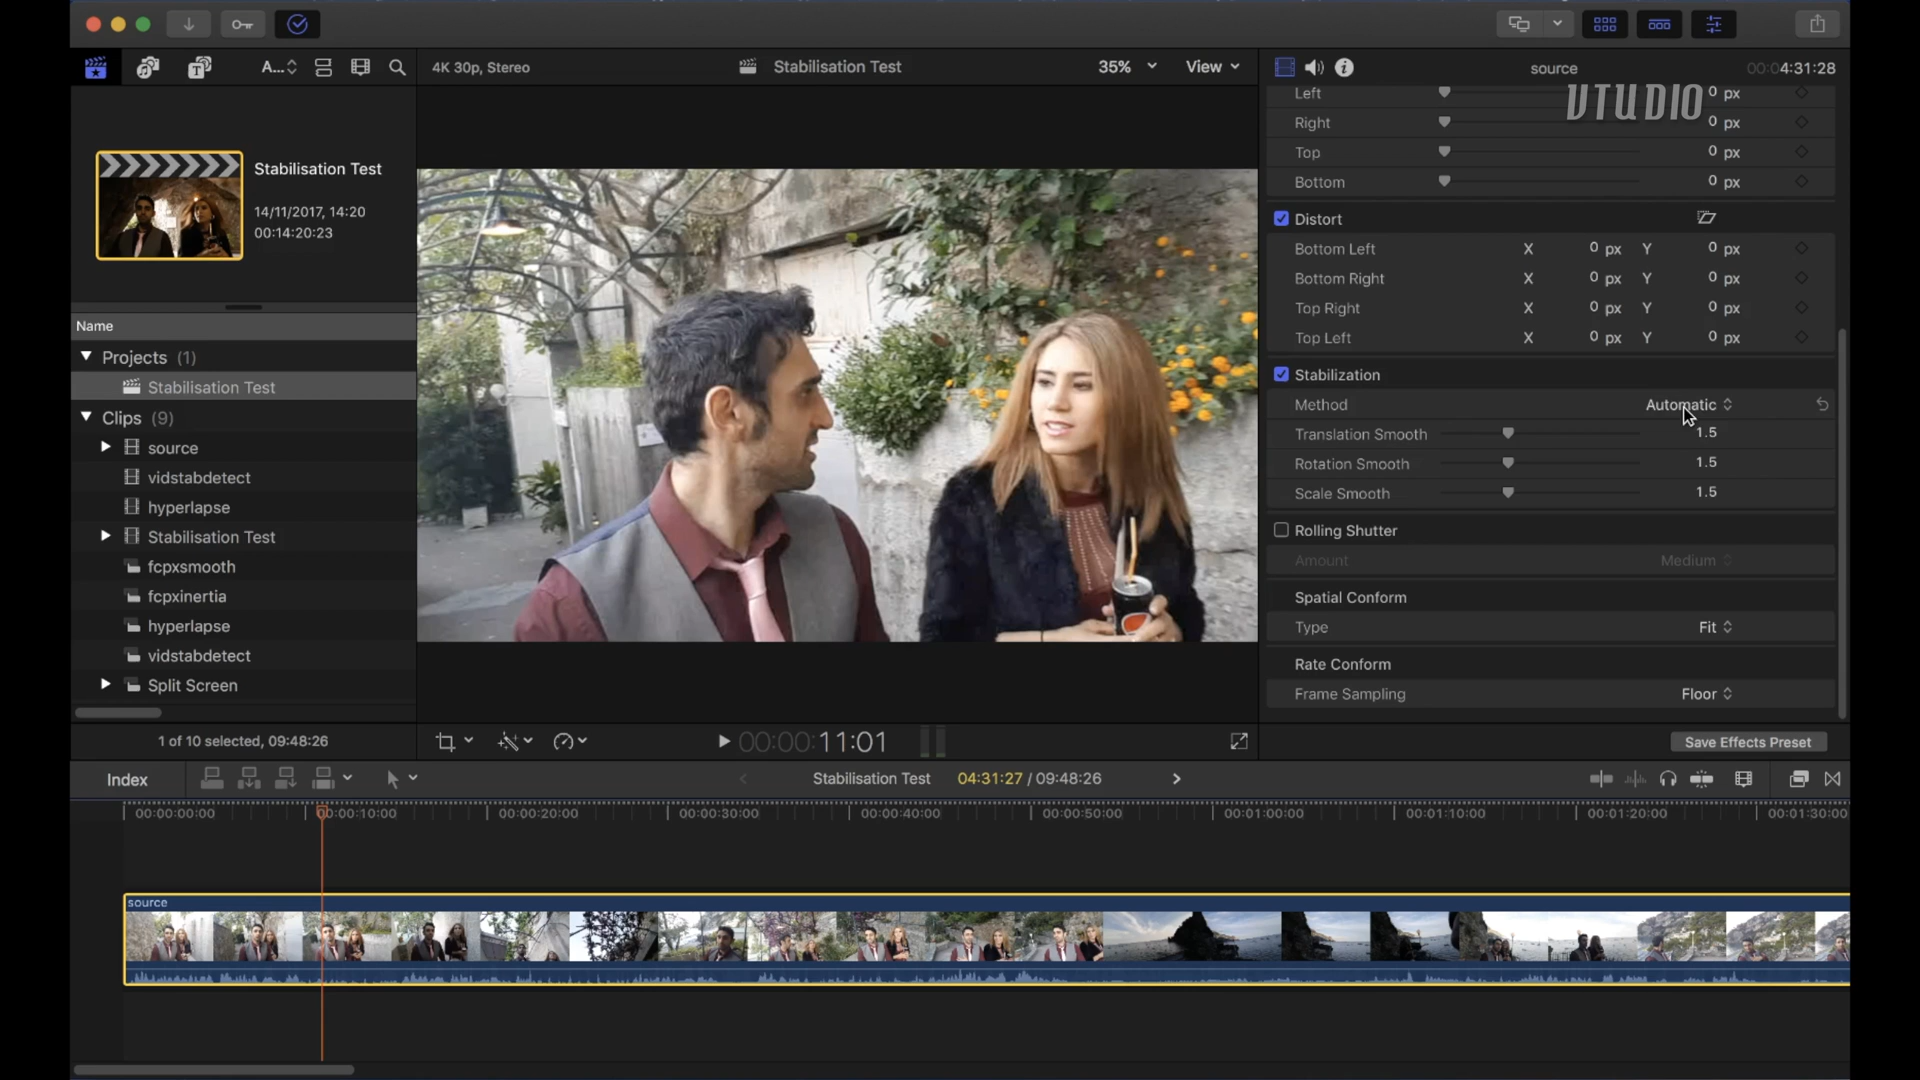 A...
4K 30p, Stereo
Stabilisation Test
35%
View
source
00:04:31:28
VTUDIO
Stabilisation Test
14/11/2017, 14:20
00:14:20:23
Name
Projects (1)
Stabilisation Test
Clips (9)
source
vidstabdetect
hyperlapse
Stabilisation Test
fcpxsmooth
fcpxinertia
hyperlapse
vidstabdetect
Split Screen
1 of 10 selected, 09:48:26
00:00:11:01
Left 0 px
Right 0 px
Top 0 px
Bottom 0 px
Distort
Bottom Left X 0 px Y 0 px
Bottom Right X 0 px Y 0 px
Top Right X 0 px Y 0 px
Top Left X 0 px Y 0 px
Stabilization
Method Automatic
Translation Smooth 1.5
Rotation Smooth 1.5
Scale Smooth 1.5
Rolling Shutter
Amount Medium
Spatial Conform
Type Fit
Rate Conform
Frame Sampling Floor
Save Effects Preset
Index
Stabilisation Test 04:31:27 / 09:48:26
00:00:00:00 00:00:10:00 00:00:20:00 00:00:30:00 00:00:40:00 00:00:50:00 00:01:00:00 00:01:10:00 00:01:20:00 00:01:30:00
source